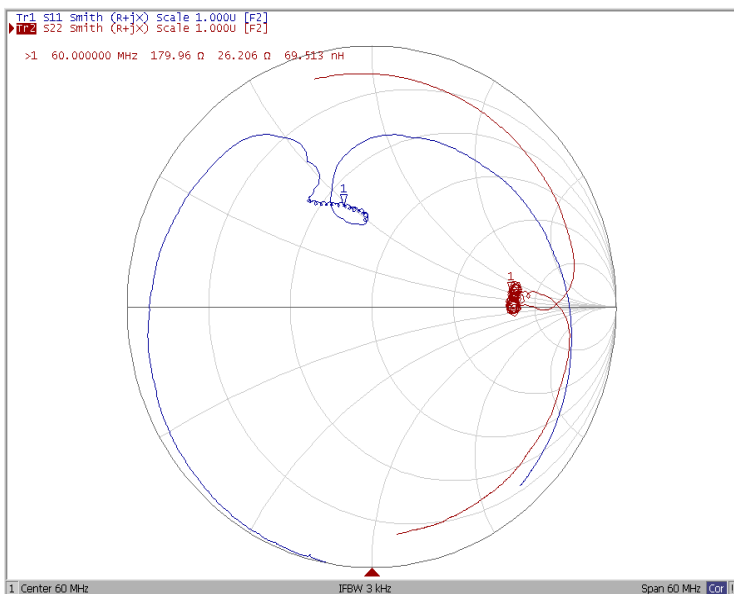 Tr1 S11 Smith (R+jX) Scale 1.000U [F2]
Tr2 S22 Smith (R+jX) Scale 1.000U [F2]
>1 60.000000 MHz 179.96 Ω 26.206 Ω 69.513 nH
1
1
1 Center 60 MHz IFBW 3 kHz Span 60 MHz Cor